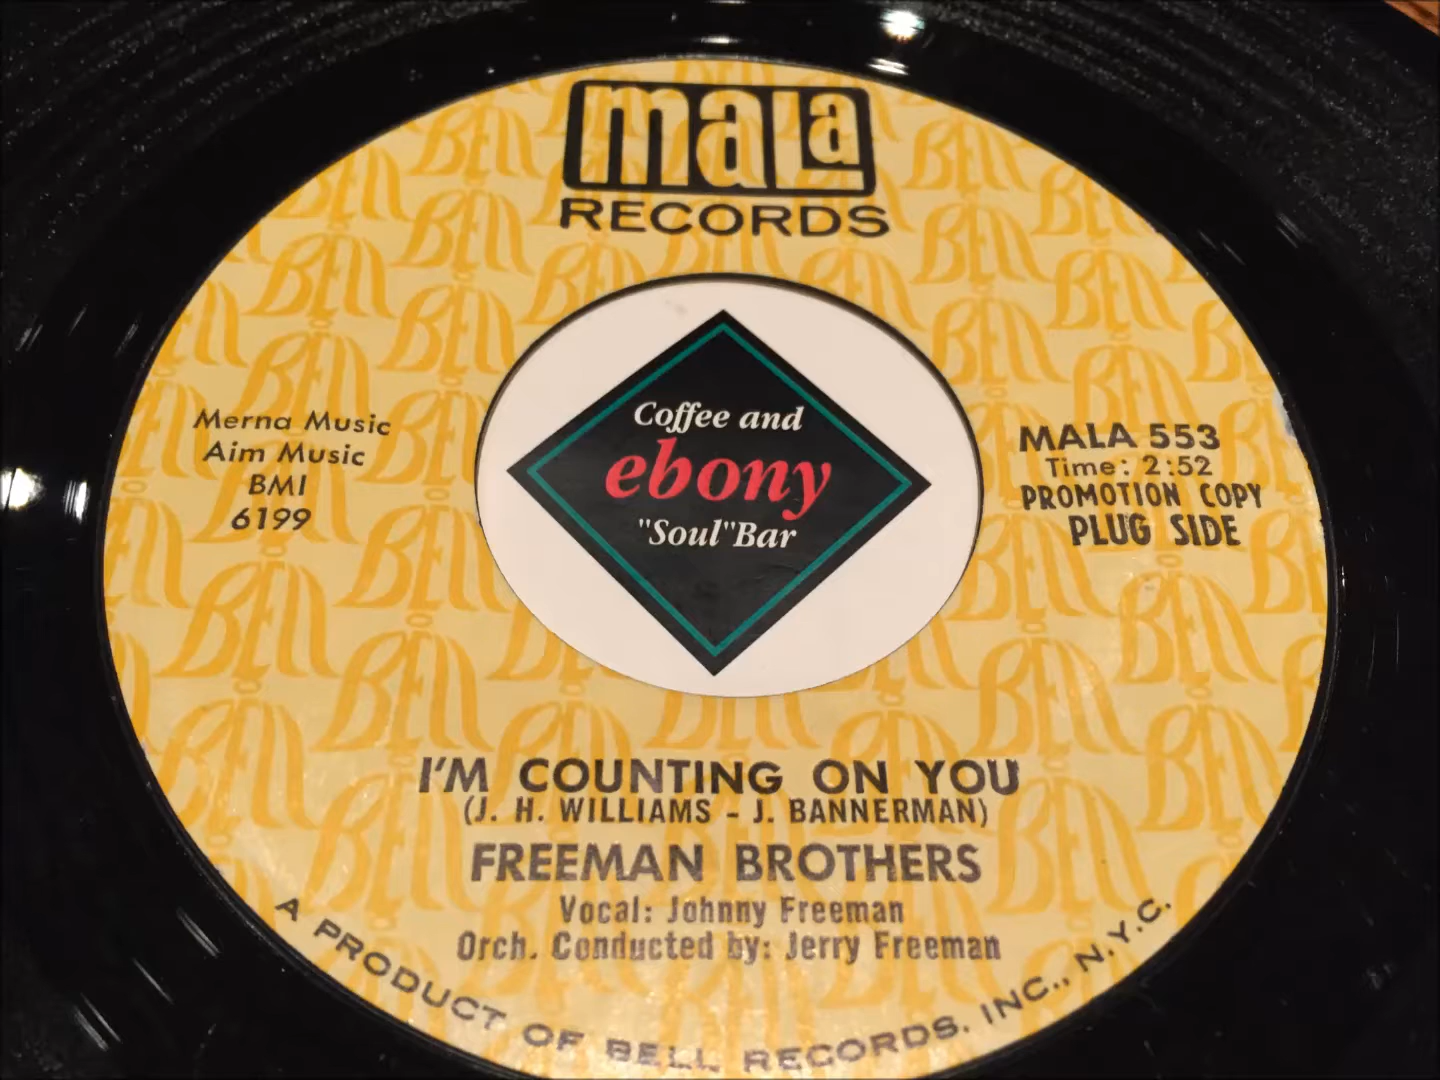 mala
RECORDS
Merna Music
Aim Music
BMI
6199
MALA 553
Time: 2:52
PROMOTION COPY
PLUG SIDE
Coffee and
ebony
"Soul"Bar
I'M COUNTING ON YOU
(J. H. WILLIAMS - J. BANNERMAN)
FREEMAN BROTHERS
Vocal: Johnny Freeman
Orch. Conducted by: Jerry Freeman
A PRODUCT OF BELL RECORDS, INC., N.Y.C.